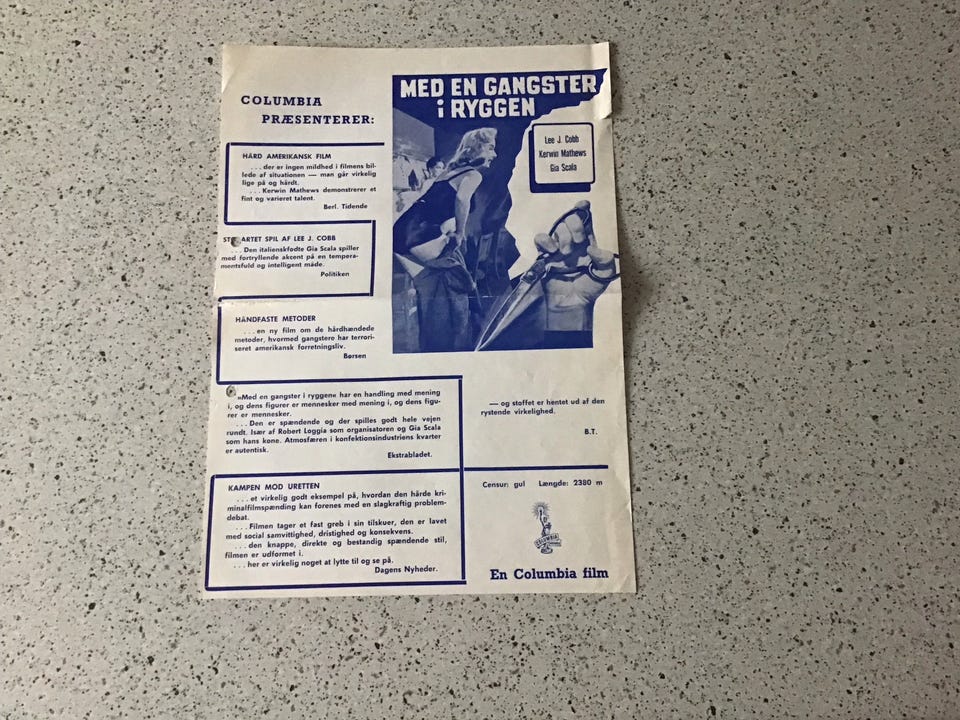 COLUMBIA
PRÆSENTERER:
MED EN GANGSTER
i RYGGEN
Lee J. Cobb
Kerwin Mathews
Gia Scala
HÅRD AMERIKANSK FILM
... der er ingen mildhed i filmens bil-
lede af situationen — man går virkelig
lige på og hårdt.
... Kerwin Mathews demonstrerer et
fint og varieret talent.
Berl. Tidende
ARTET SPIL AF LEE J. COBB
... Den italienskfødte Gia Scala spiller
med fortryllende akcent på en tempera-
mentsfuld og intelligent måde.
Politiken
HÅNDFASTE METODER
... en ny film om de hårdhændede
metoder, hvormed gangstere har terrori-
seret amerikansk forretningsliv.
Børsen
»Med en gangster i ryggen« har en handling med mening
i, og dens figurer er mennesker med mening i, og dens figu-
rer er mennesker.
... Den er spændende og der spilles godt hele vejen
rundt. Især af Robert Loggia som organisatoren og Gia Scala
som hans kone. Atmosfæren i konfektionsindustriens kvarter
er autentisk.
Ekstrabladet.
— og stoffet er hentet ud af den
rystende virkelighed.
B.T.
KAMPEN MOD URETTEN
... et virkelig godt eksempel på, hvordan den hårde kri-
minalfilmspænding kan forenes med en slagkraftig problem-
debat.
... Filmen tager et fast greb i sin tilskuer, den er lavet
med social samvittighed, dristighed og konsekvens.
... den knappe, direkte og bestandig spændende stil,
filmen er udformet i.
... her er virkelig noget at lytte til og se på.
Dagens Nyheder.
Censur: gul Længde: 2380 m
COLUMBIA
En Columbia film